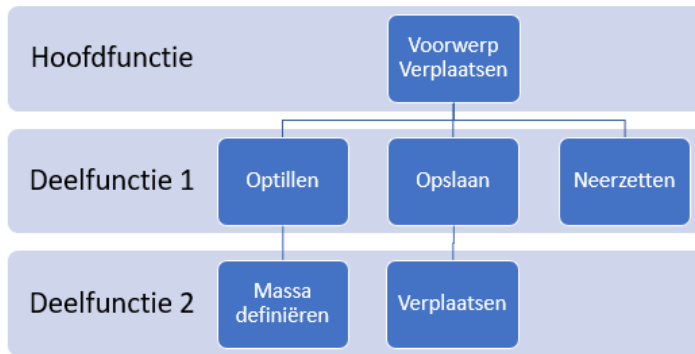 Hoofdfunctie
Voorwerp
Verplaatsen
Deelfunctie 1
Optillen
Opslaan
Neerzetten
Deelfunctie 2
Massa
definiëren
Verplaatsen